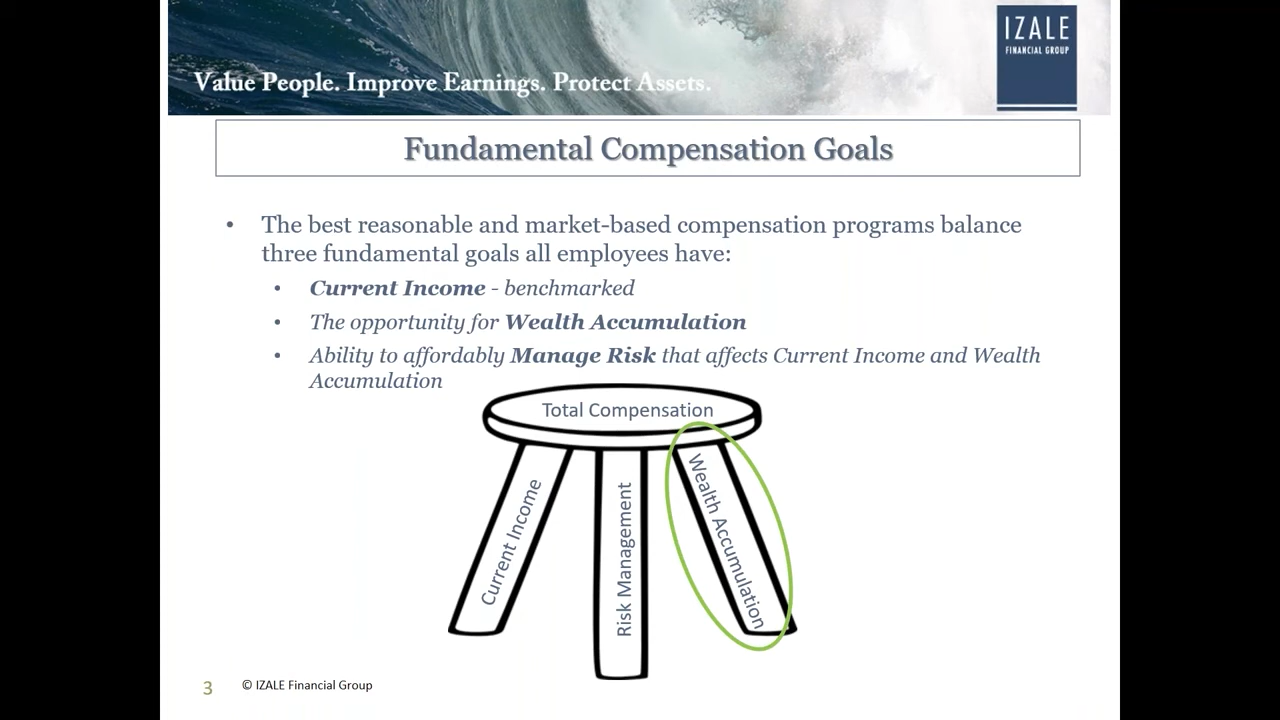 IZALE
FINANCIAL GROUP
Value People. Improve Earnings. Protect Assets.
Fundamental Compensation Goals
• The best reasonable and market-based compensation programs balance
three fundamental goals all employees have:
• Current Income - benchmarked
• The opportunity for Wealth Accumulation
• Ability to affordably Manage Risk that affects Current Income and Wealth
Accumulation
Total Compensation
Current Income
Risk Management
Wealth Accumulation
3
© IZALE Financial Group